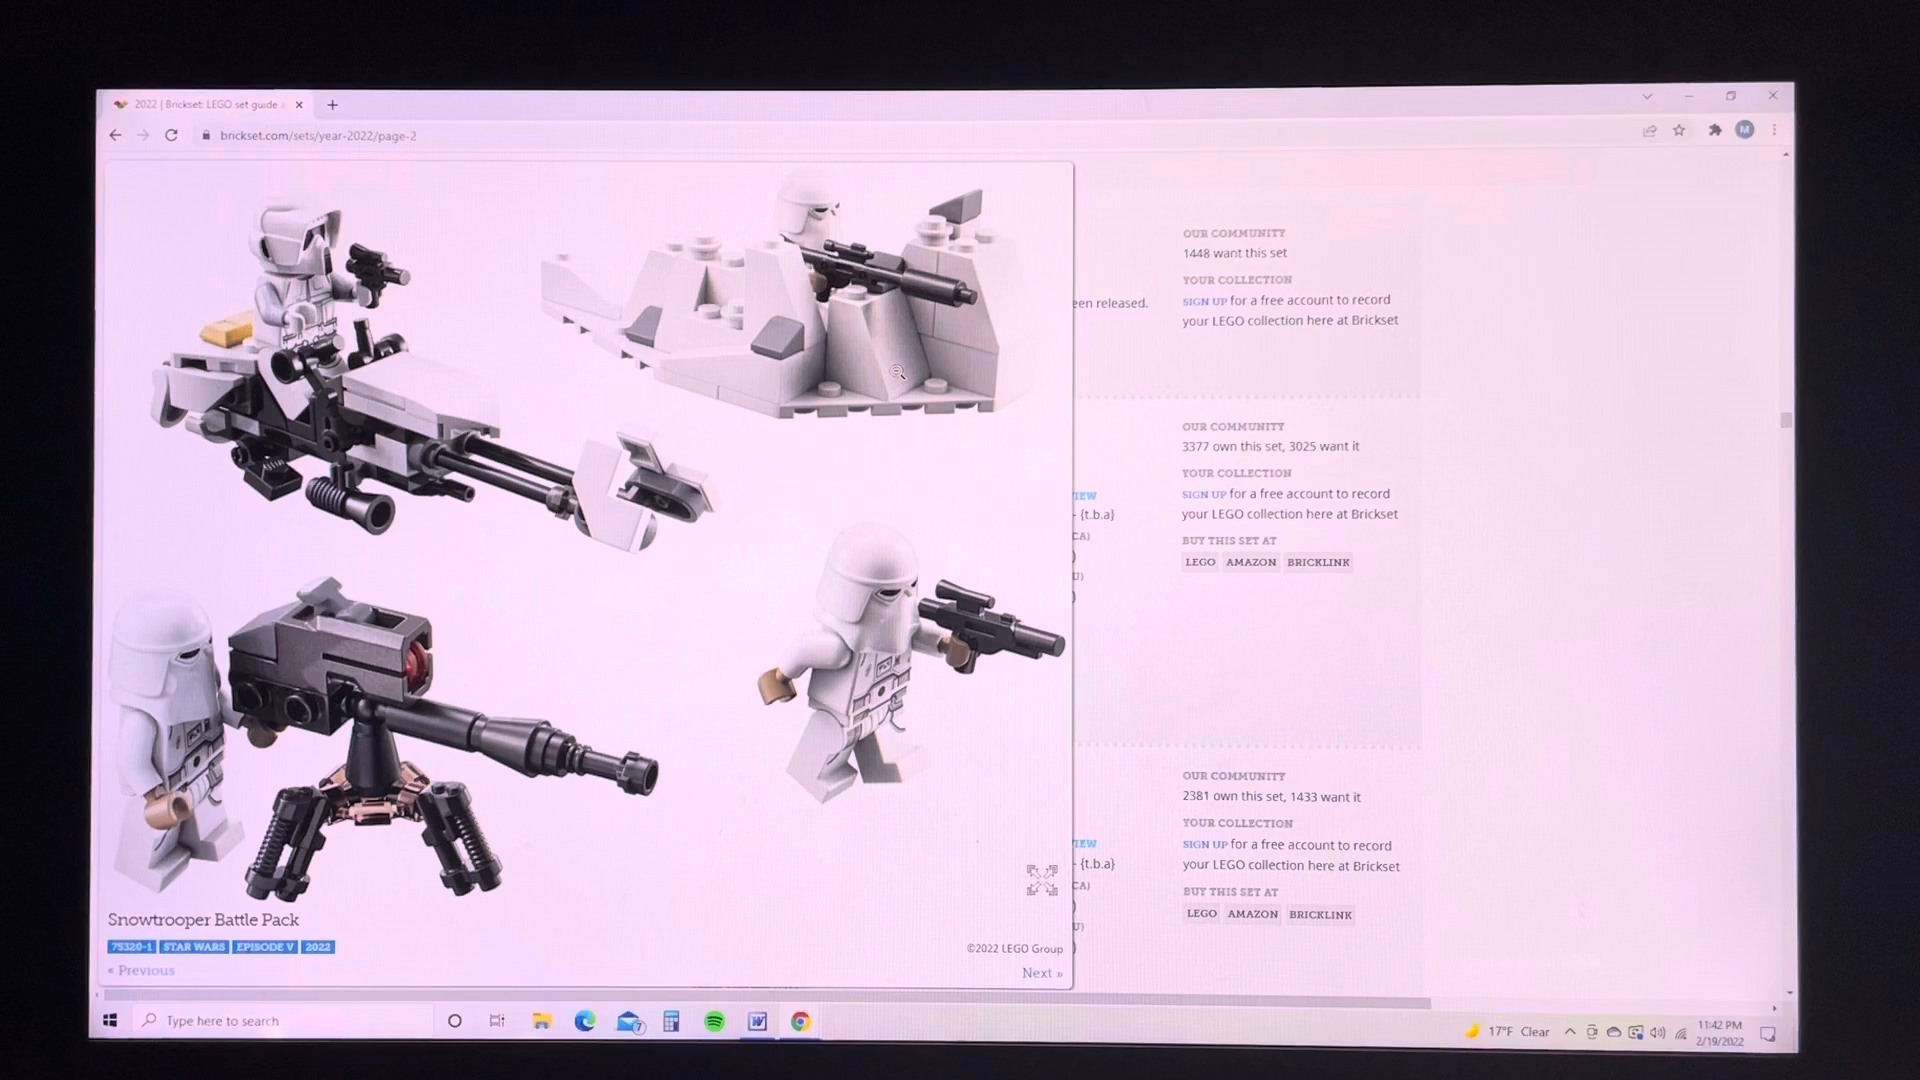 2022 | Brickset: LEGO set guide a
brickset.com/sets/year-2022/page-2
M
OUR COMMUNITY
1448 want this set
YOUR COLLECTION
SIGN UP for a free account to record
your LEGO collection here at Brickset
een released.
OUR COMMUNITY
3377 own this set, 3025 want it
YOUR COLLECTION
SIGN UP for a free account to record
your LEGO collection here at Brickset
BUY THIS SET AT
LEGO AMAZON BRICKLINK
IEW
- {t.b.a}
CA)
)
U)
)
OUR COMMUNITY
2381 own this set, 1433 want it
YOUR COLLECTION
SIGN UP for a free account to record
your LEGO collection here at Brickset
BUY THIS SET AT
LEGO AMAZON BRICKLINK
IEW
- {t.b.a}
CA)
)
U)
)
Snowtrooper Battle Pack
75320-1 STAR WARS EPISODE V 2022
©2022 LEGO Group
« Previous
Next »
Type here to search
7
17°F Clear
11:42 PM
2/19/2022